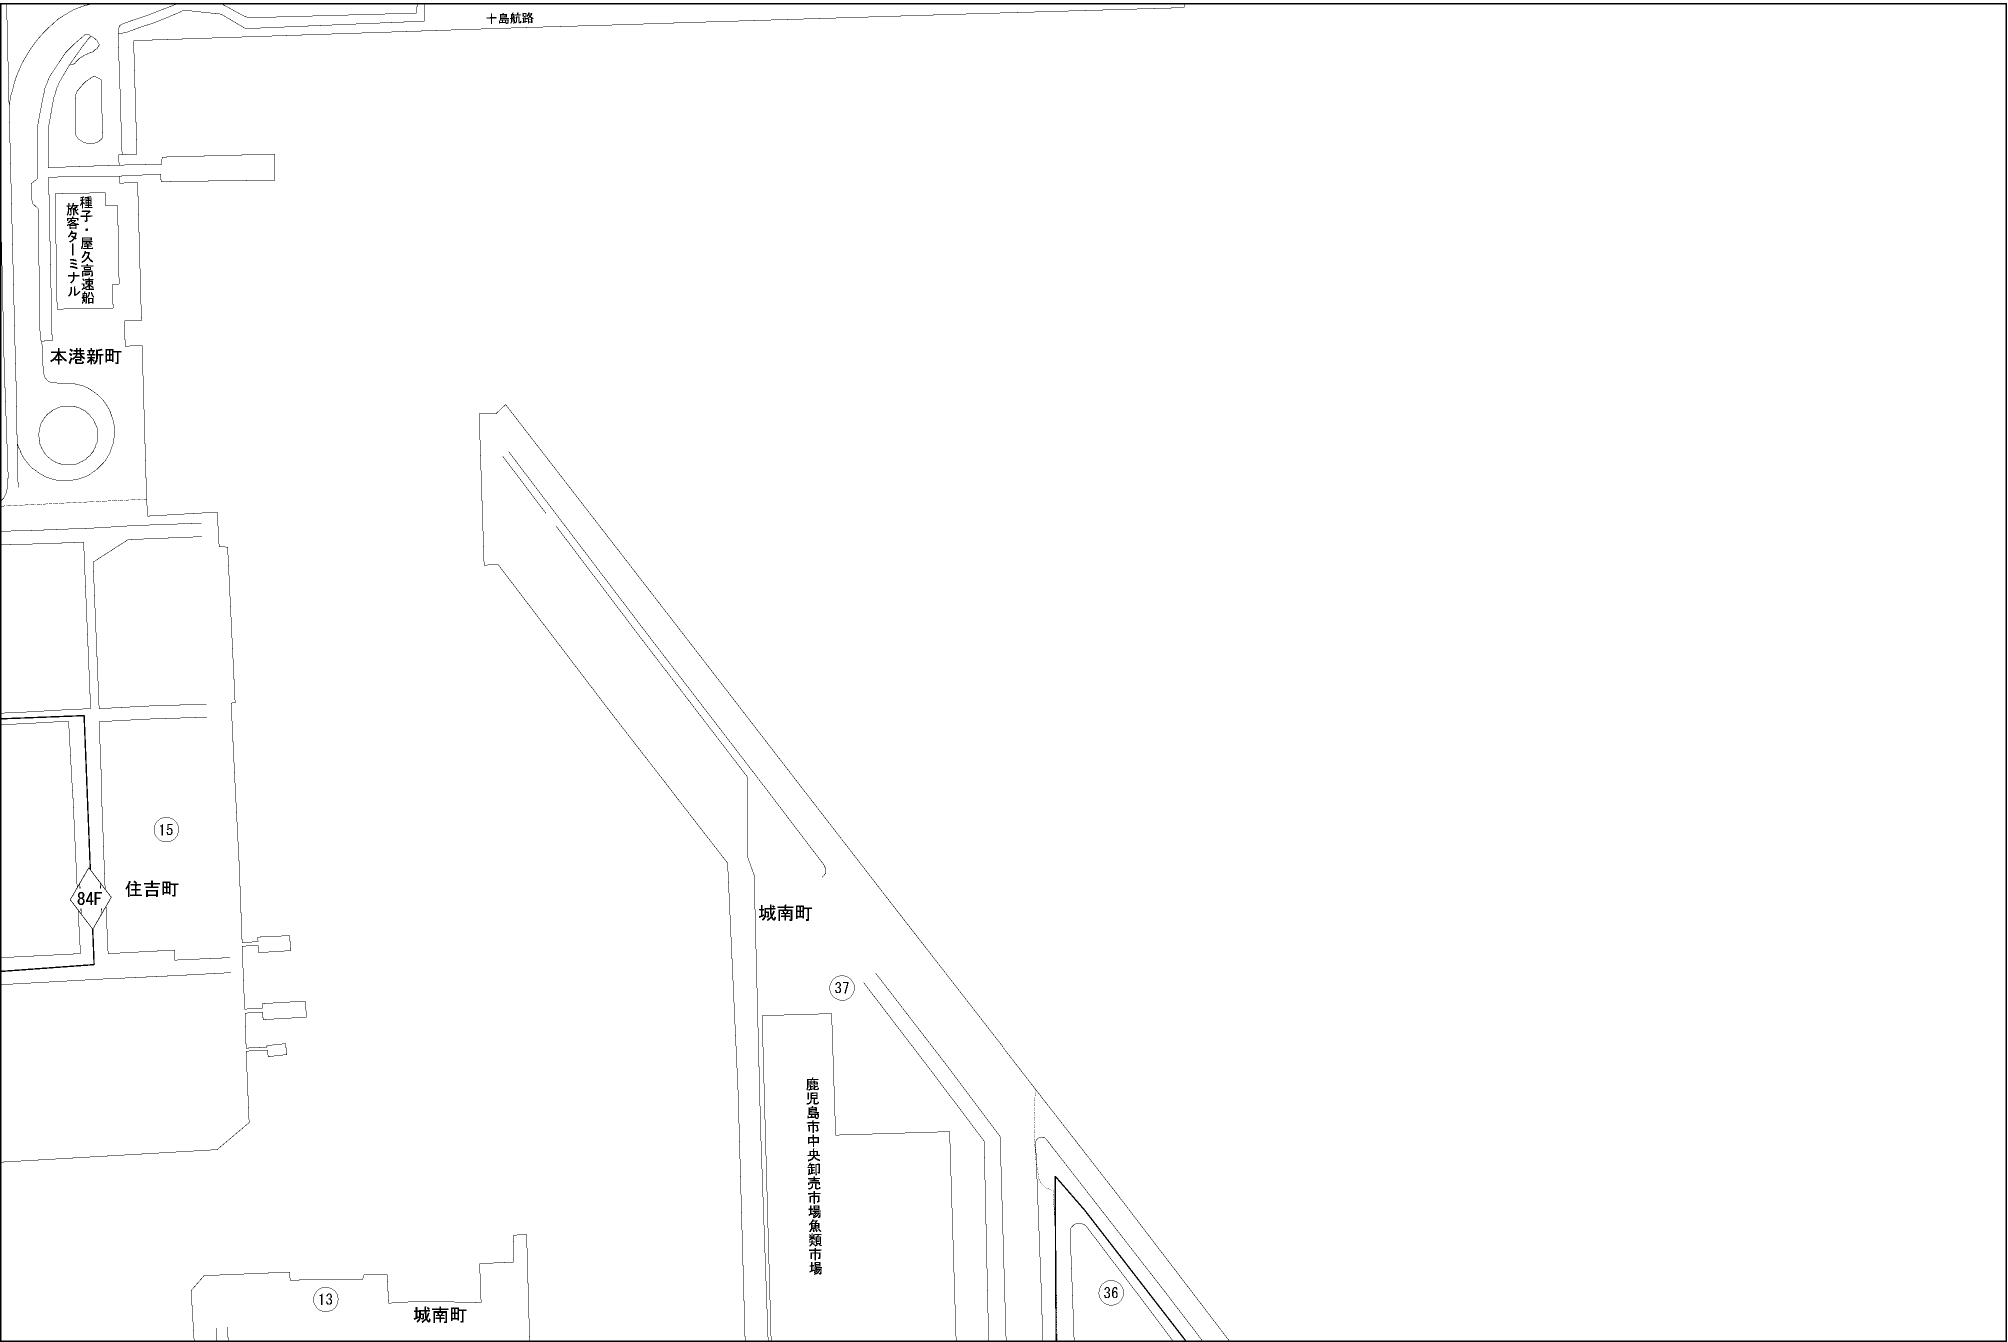 十島航路
種子・屋久高速船
旅客ターミナル
本港新町
15
住吉町
84F
城南町
37
鹿児島市中央卸売市場魚類市場
36
13
城南町